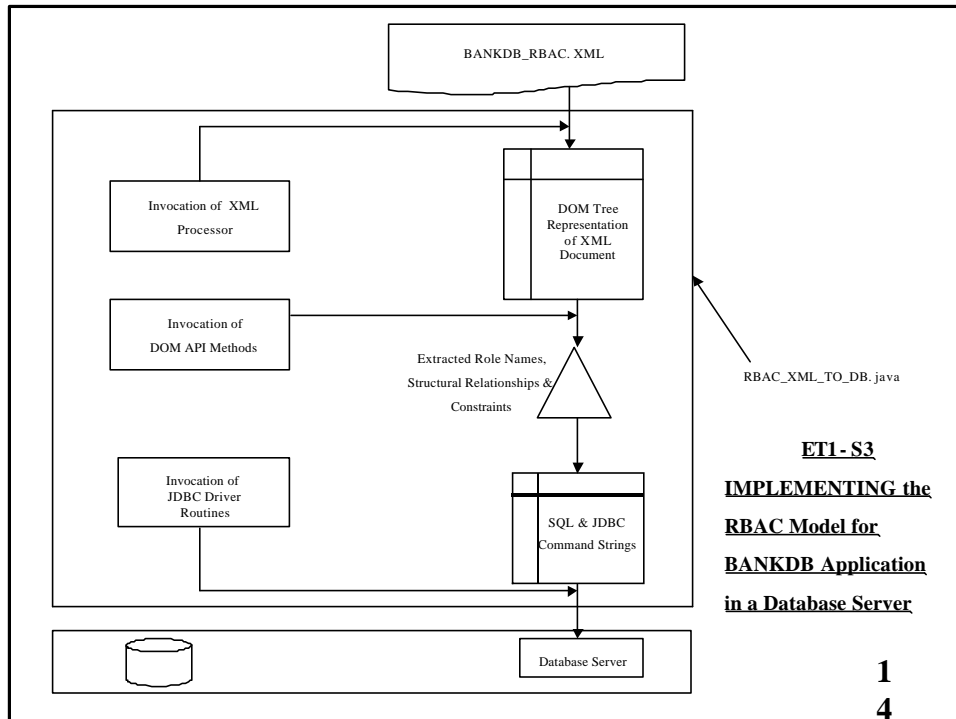 BANKDB_RBAC. XML
Invocation of XML
Processor
DOM Tree
Representation
of XML
Document
Invocation of
DOM API Methods
Extracted Role Names,
Structural Relationships &
Constraints
RBAC_XML_TO_DB. java
Invocation of
JDBC Driver
Routines
SQL & JDBC
Command Strings
ET1 - S3
IMPLEMENTING the
RBAC Model for
BANKDB Application
in a Database Server
Database Server
1
4